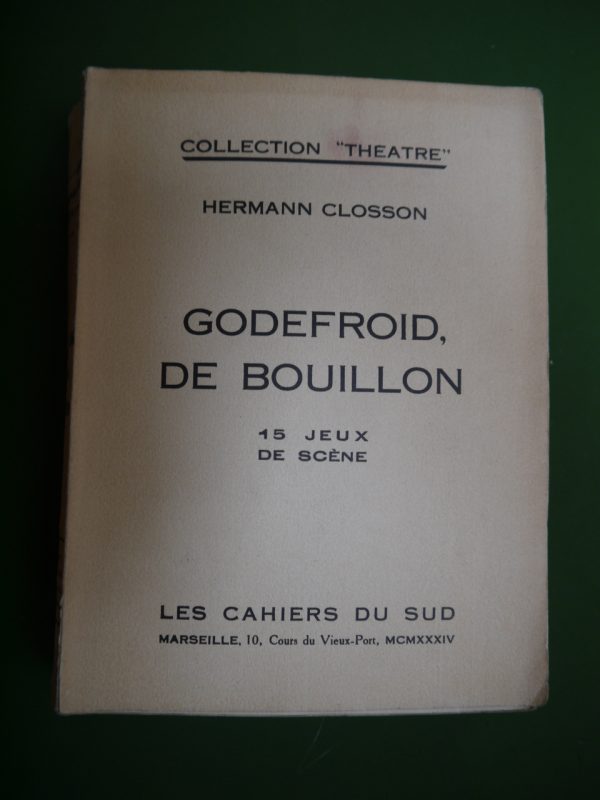 COLLECTION "THEATRE"
HERMANN CLOSSON
GODEFROID,
DE BOUILLON
15 JEUX
DE SCÈNE
LES CAHIERS DU SUD
MARSEILLE, 10, Cours du Vieux-Port, MCMXXXIV